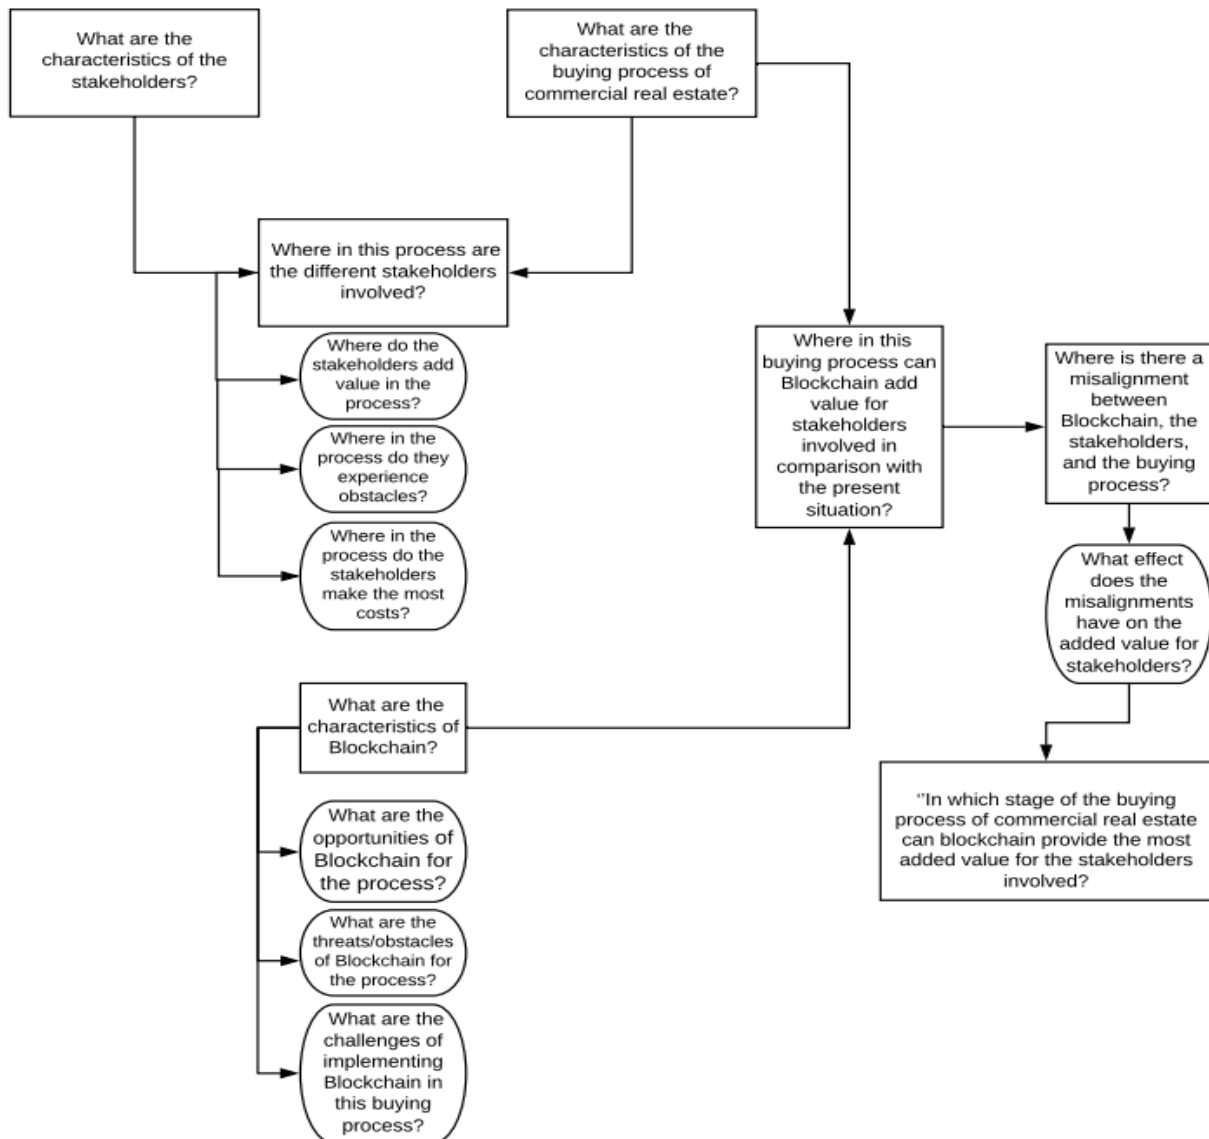 What are the
characteristics of the
stakeholders?
What are the
characteristics of the
buying process of
commercial real estate?
Where in this process are
the different stakeholders
involved?
Where do the
stakeholders add
value in the
process?
Where in the
process do they
experience
obstacles?
Where in the
process do the
stakeholders
make the most
costs?
Where in this
buying process can
Blockchain add
value for
stakeholders
involved in
comparison with
the present
situation?
Where is there a
misalignment
between
Blockchain, the
stakeholders,
and the buying
process?
What effect
does the
misalignments
have on the
added value for
stakeholders?
What are the
characteristics of
Blockchain?
What are the
opportunities of
Blockchain for
the process?
What are the
threats/obstacles
of Blockchain for
the process?
What are the
challenges of
implementing
Blockchain in
this buying
process?
‘'In which stage of the buying
process of commercial real estate
can blockchain provide the most
added value for the stakeholders
involved?